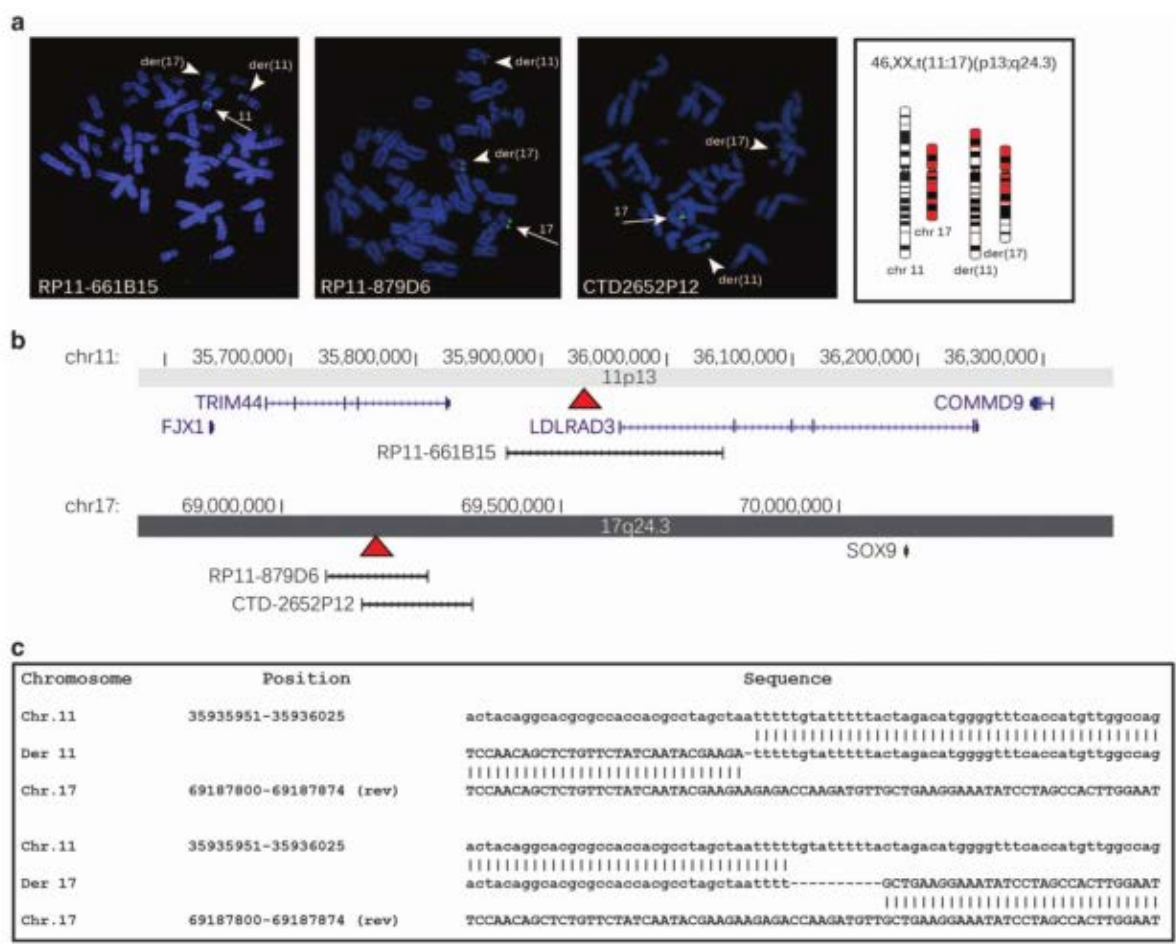 a
der(17)
der(11)
11
RP11-661B15
der(11)
der(17)
17
RP11-879D6
der(17)
17
der(11)
CTD2652P12
46,XX,t(11:17)(p13;q24.3)
chr 17
der(17)
chr 11
der(11)
b
chr11: 35,700,000 35,800,000 35,900,000 36,000,000 36,100,000 36,200,000 36,300,000
11p13
TRIM44 COMMD9
FJX1 LDLRAD3
RP11-661B15
chr17: 69,000,000 69,500,000 70,000,000
17q24.3
SOX9
RP11-879D6
CTD-2652P12
c
Chromosome Position Sequence
Chr.11 35935951-35936025 actacaggcacgcgccaccacgcctagctaatttttgtatttttactagacatggggtttcaccatgttggccag
Der 11 TCCAACAGCTCTGTTCTATCAATACGAAGA-tttttgtatttttactagacatggggtttcaccatgttggccag
Chr.17 69187800-69187874 (rev) TCCAACAGCTCTGTTCTATCAATACGAAGAAGAGACCAAGATGTTGCTGAAGGAAATATCCTAGCCACTTGGAAT
Chr.11 35935951-35936025 actacaggcacgcgccaccacgcctagctaatttttgtatttttactagacatggggtttcaccatgttggccag
Der 17 actacaggcacgcgccaccacgcctagctaatttt----------GCTGAAGGAAATATCCTAGCCACTTGGAAT
Chr.17 69187800-69187874 (rev) TCCAACAGCTCTGTTCTATCAATACGAAGAAGAGACCAAGATGTTGCTGAAGGAAATATCCTAGCCACTTGGAAT